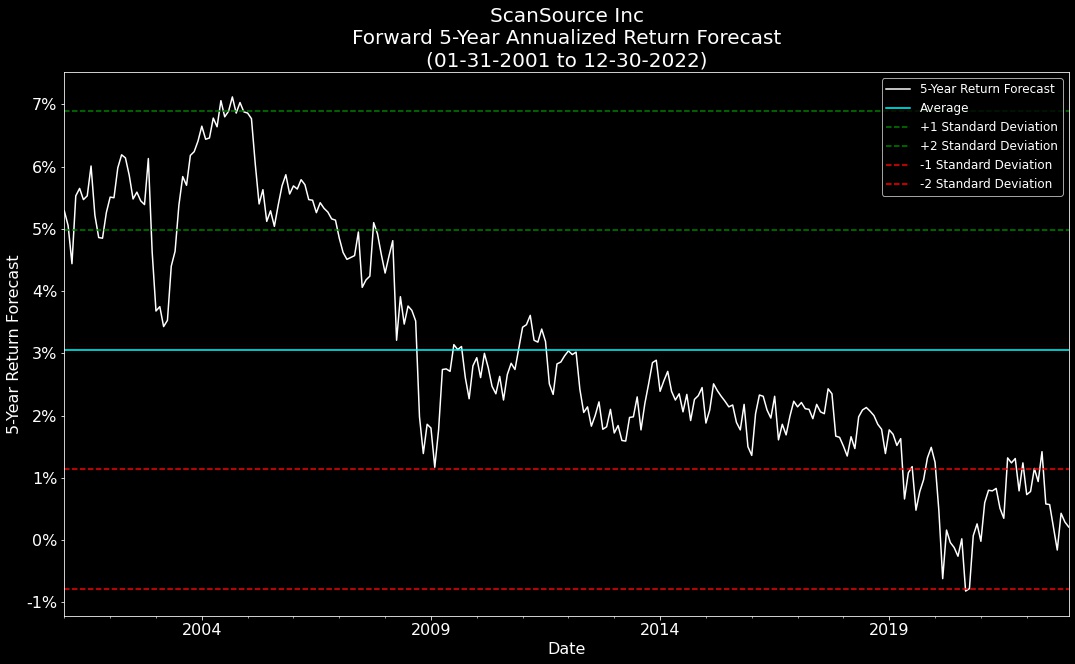 ScanSource Inc
Forward 5-Year Annualized Return Forecast
(01-31-2001 to 12-30-2022)
5-Year Return Forecast
Average
+1 Standard Deviation
+2 Standard Deviation
-1 Standard Deviation
-2 Standard Deviation
7%
6%
5%
4%
3%
2%
1%
0%
-1%
5-Year Return Forecast
2004
2009
2014
2019
Date